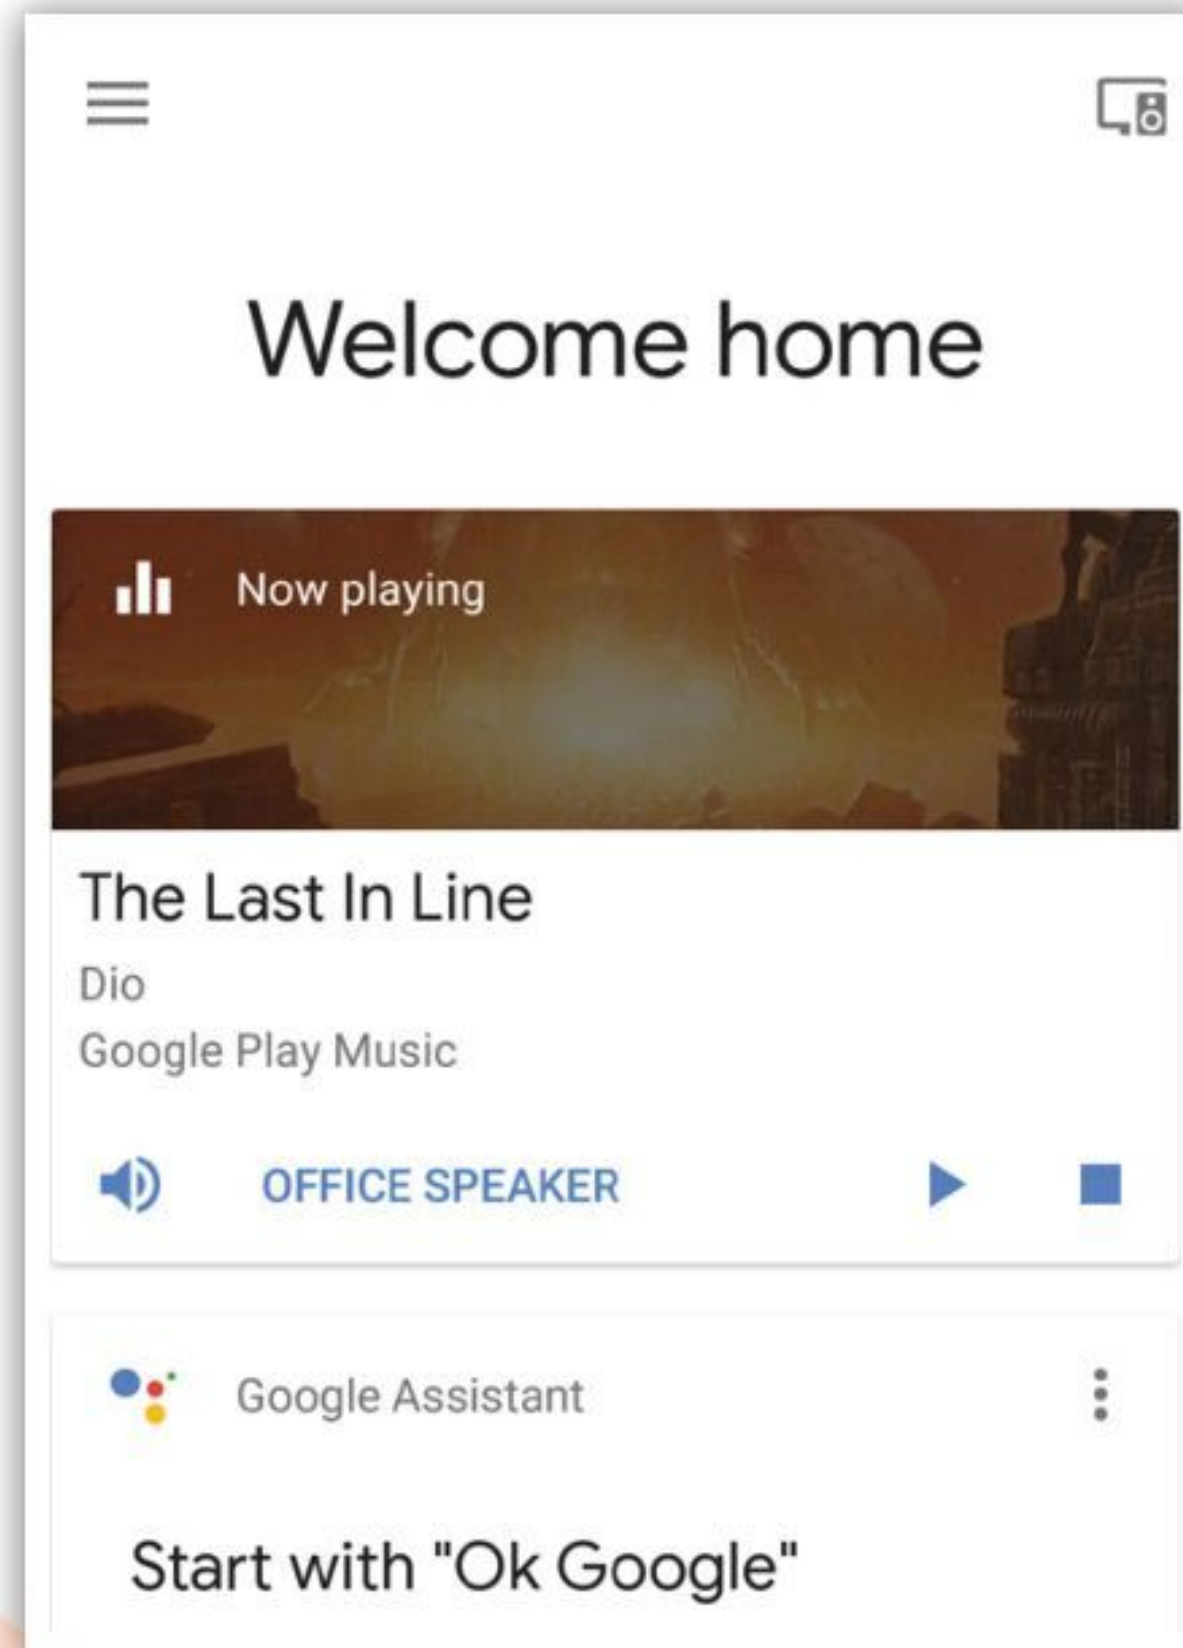 Welcome home
Now playing
The Last In Line
Dio
Google Play Music
OFFICE SPEAKER
Google Assistant
Start with "Ok Google"